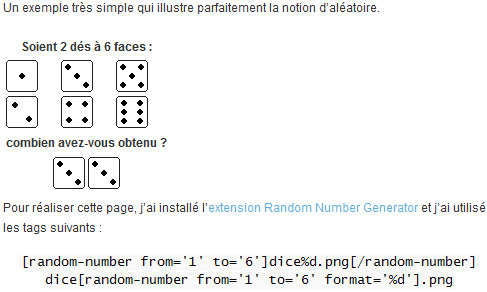 Un exemple très simple qui illustre parfaitement la notion d'aléatoire.
Soient 2 dés à 6 faces :
combien avez-vous obtenu ?
Pour réaliser cette page, j'ai installé l'extension Random Number Generator et j'ai utilisé
les tags suivants :
[random-number from='1' to='6']dice%d.png[/random-number]
dice[random-number from='1' to='6' format='%d'].png